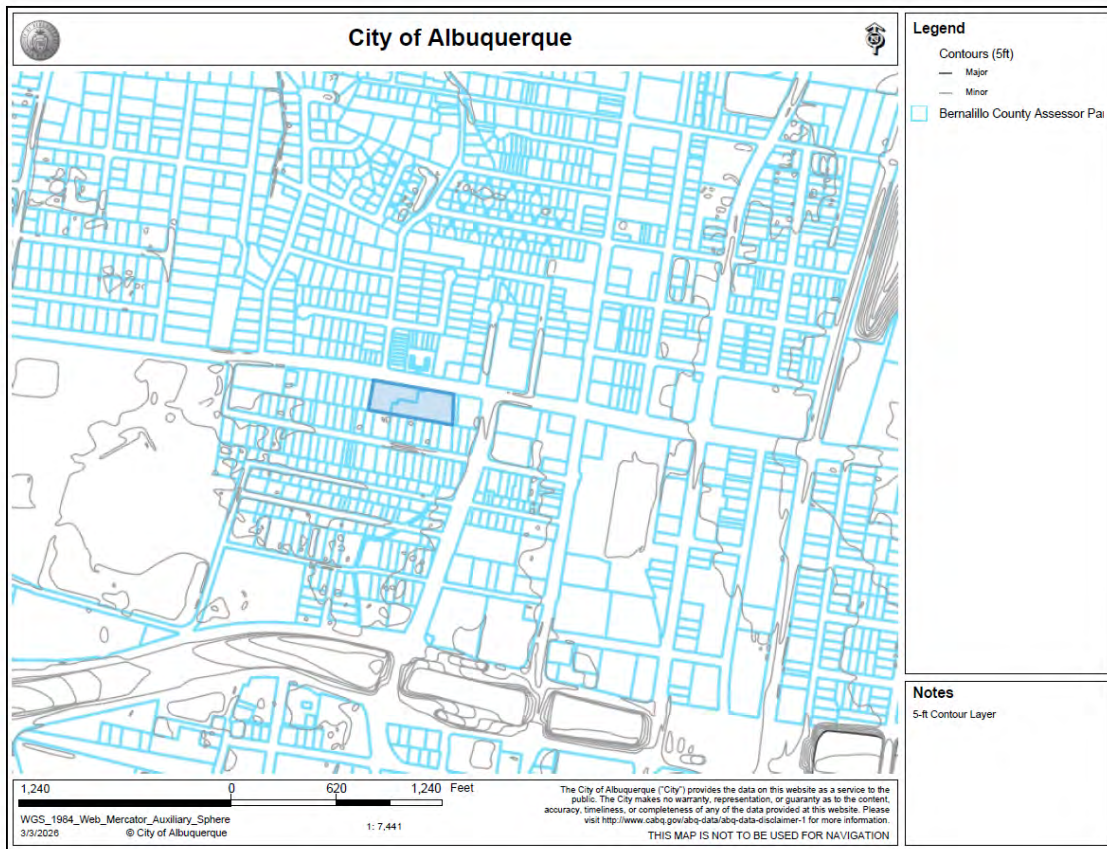 City of Albuquerque
Legend
Contours (5ft)
Major
Minor
Bernalillo County Assessor Par
Notes
5-ft Contour Layer
1,240 0 620 1,240 Feet
WGS_1984_Web_Mercator_Auxiliary_Sphere
3/3/2026 © City of Albuquerque
1: 7,441
The City of Albuquerque ("City") provides the data on this website as a service to the
public. The City makes no warranty, representation, or guaranty as to the content,
accuracy, timeliness, or completeness of any of the data provided at this website. Please
visit http://www.cabq.gov/abq-data/abq-data-disclaimer-1 for more information.
THIS MAP IS NOT TO BE USED FOR NAVIGATION